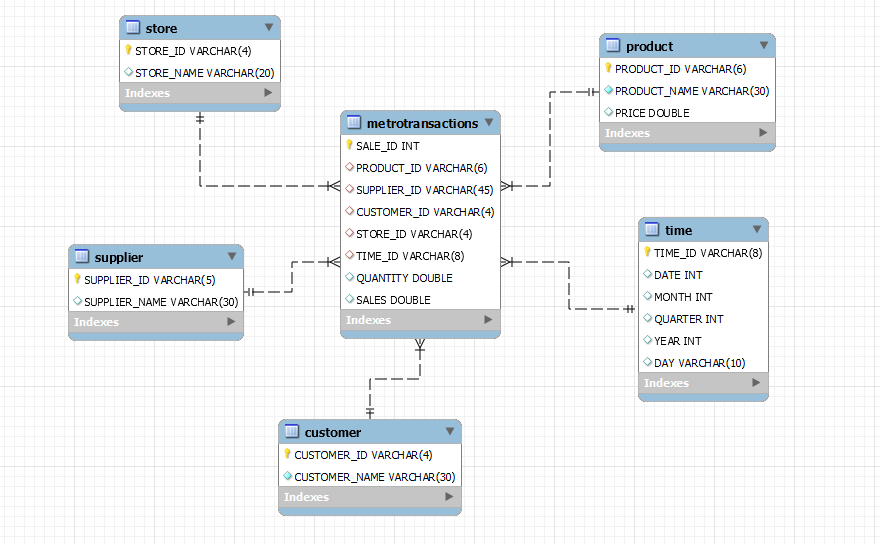 store
STORE_ID VARCHAR(4)
STORE_NAME VARCHAR(20)
Indexes
product
PRODUCT_ID VARCHAR(6)
PRODUCT_NAME VARCHAR(30)
PRICE DOUBLE
Indexes
metrotransactions
SALE_ID INT
PRODUCT_ID VARCHAR(6)
SUPPLIER_ID VARCHAR(45)
CUSTOMER_ID VARCHAR(4)
STORE_ID VARCHAR(4)
TIME_ID VARCHAR(8)
QUANTITY DOUBLE
SALES DOUBLE
Indexes
supplier
SUPPLIER_ID VARCHAR(5)
SUPPLIER_NAME VARCHAR(30)
Indexes
time
TIME_ID VARCHAR(8)
DATE INT
MONTH INT
QUARTER INT
YEAR INT
DAY VARCHAR(10)
Indexes
customer
CUSTOMER_ID VARCHAR(4)
CUSTOMER_NAME VARCHAR(30)
Indexes